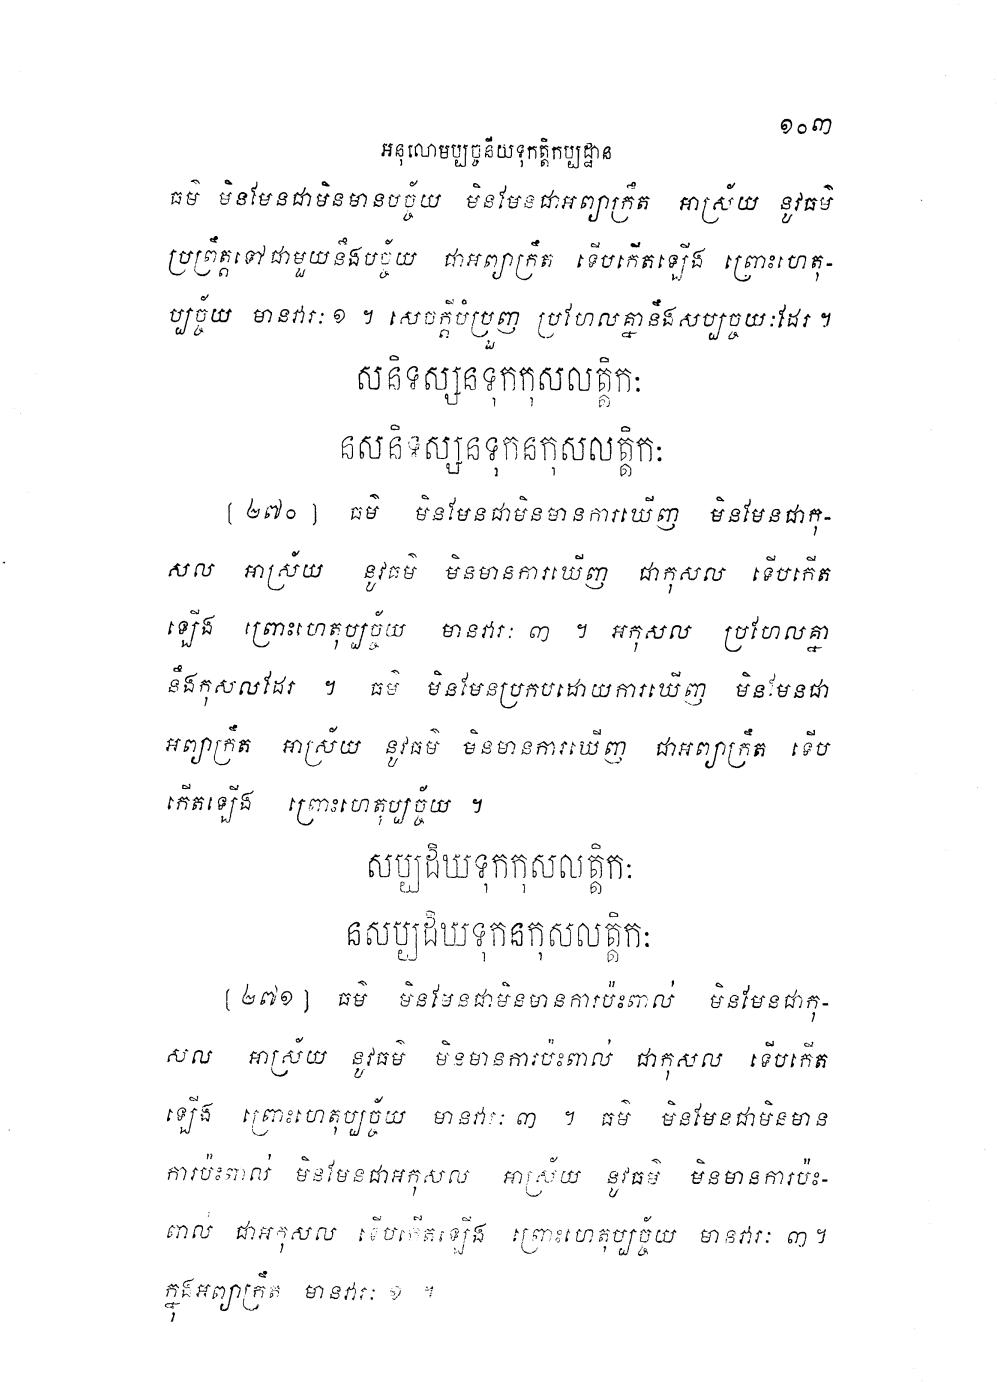 ១០៣
អនុលោមប្បច្ចនីយទុកត្តិកប្បដ្ឋាន
ធម៌ មិនមែនជាមិនមានបច្ច័យ មិនមែនជាអព្យាក្រឹត អាស្រ័យ នូវធម៌
ប្រព្រឹត្តទៅជាមួយនឹងបច្ច័យ ជាអព្យាក្រឹត ទើបកើតឡើង ព្រោះហេតុ-
ប្បច្ច័យ មានវារៈ ១ ។ សេចក្តីបំប្រួញ ប្រហែលគ្នានឹងសប្បច្ចយៈដែរ ។
សនិទស្សនទុកកុសលត្តិកៈ
នសនិទស្សនទុកនកុសលត្តិកៈ
[ ២៧០ ] ធម៌ មិនមែនជាមិនមានការឃើញ មិនមែនជាកុ-
សល អាស្រ័យ នូវធម៌ មិនមានការឃើញ ជាកុសល ទើបកើត
ឡើង ព្រោះហេតុប្បច្ច័យ មានវារៈ ៣ ។ អកុសល ប្រហែលគ្នា
នឹងកុសលដែរ ។ ធម៌ មិនមែនប្រកបដោយការឃើញ មិនមែនជា
អព្យាក្រឹត អាស្រ័យ នូវធម៌ មិនមានការឃើញ ជាអព្យាក្រឹត ទើប
កើតឡើង ព្រោះហេតុប្បច្ច័យ ។
សប្បដិឃទុកកុសលត្តិកៈ
នសប្បដិឃទុកនកុសលត្តិកៈ
[ ២៧១ ] ធម៌ មិនមែនជាមិនមានការប៉ះពាល់ មិនមែនជាកុ-
សល អាស្រ័យ នូវធម៌ មិនមានការប៉ះពាល់ ជាកុសល ទើបកើត
ឡើង ព្រោះហេតុប្បច្ច័យ មានវារៈ ៣ ។ ធម៌ មិនមែនជាមិនមាន
ការប៉ះពាល់ មិនមែនជាអកុសល អាស្រ័យ នូវធម៌ មិនមានការប៉ះ-
ពាល់ ជាអកុសល ទើបកើតឡើង ព្រោះហេតុប្បច្ច័យ មានវារៈ ៣ ។
ក្នុងអព្យាក្រឹត មានវារៈ ១ ។